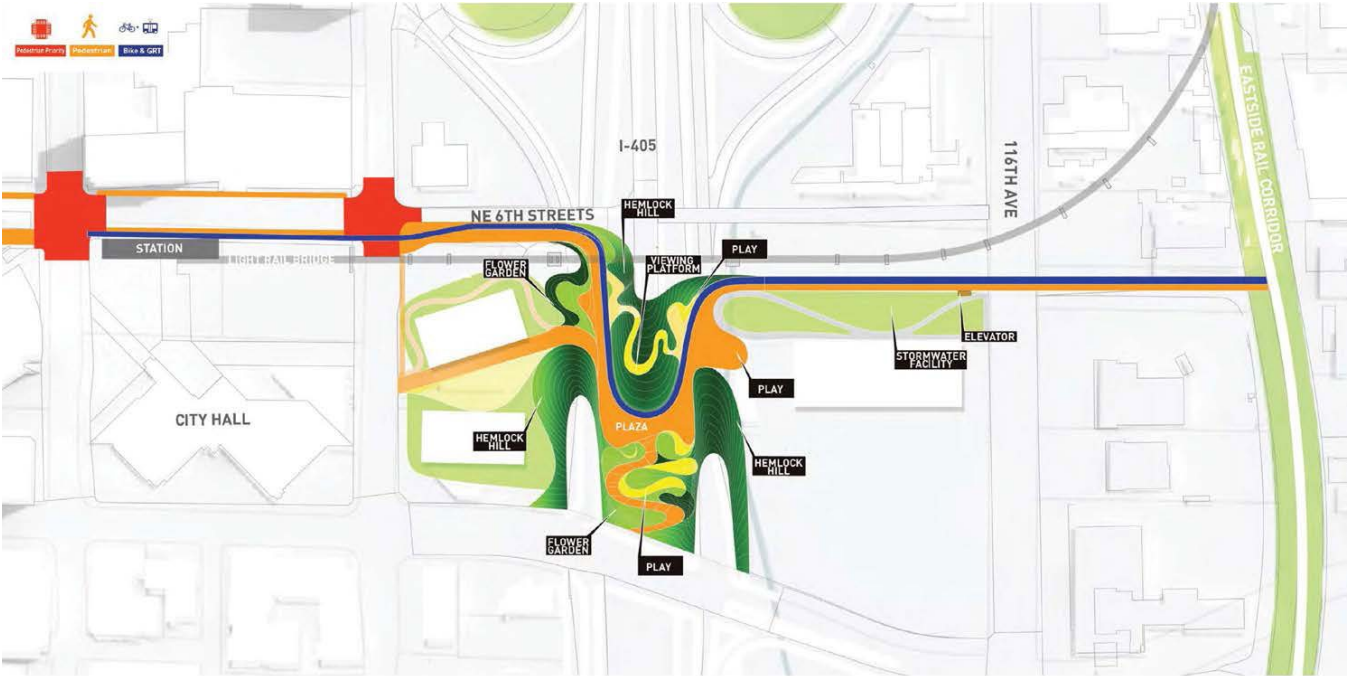 Pedestrian Priority
Pedestrian
Bike & GRT
I-405
116TH AVE
EASTSIDE RAIL CORRIDOR
HEMLOCK
HILL
NE 6TH STREETS
STATION
LIGHT RAIL BRIDGE
FLOWER
GARDEN
VIEWING
PLATFORM
PLAY
ELEVATOR
STORMWATER
FACILITY
PLAY
CITY HALL
PLAZA
HEMLOCK
HILL
HEMLOCK
HILL
FLOWER
GARDEN
PLAY